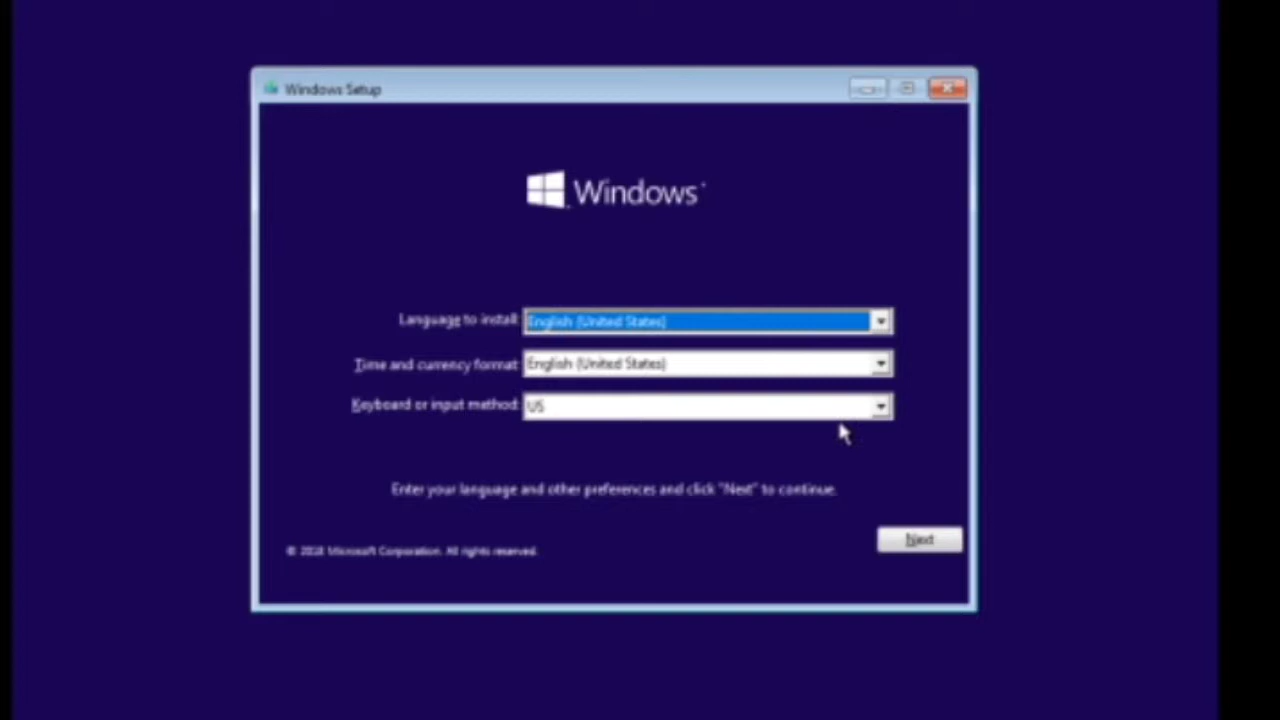 Windows Setup
Windows
Language to install: English (United States)
Time and currency format: English (United States)
Keyboard or input method: US
Enter your language and other preferences and click "Next" to continue.
Next
© 2018 Microsoft Corporation. All rights reserved.